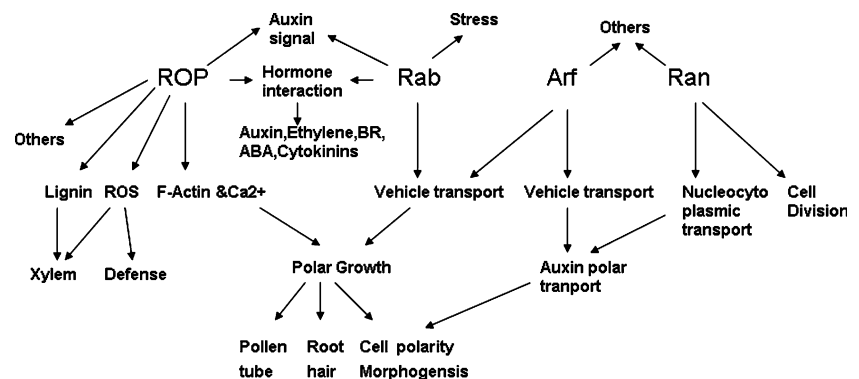 Auxin
signal
Stress
Others
ROP
Hormone
interaction
Rab
Arf
Ran
Others
Auxin,Ethylene,BR,
ABA,Cytokinins
Lignin
ROS
F-Actin &Ca2+
Vehicle transport
Vehicle transport
Nucleocyto
plasmic
transport
Cell
Division
Xylem
Defense
Polar Growth
Auxin polar
tranport
Pollen
tube
Root
hair
Cell polarity
Morphogensis